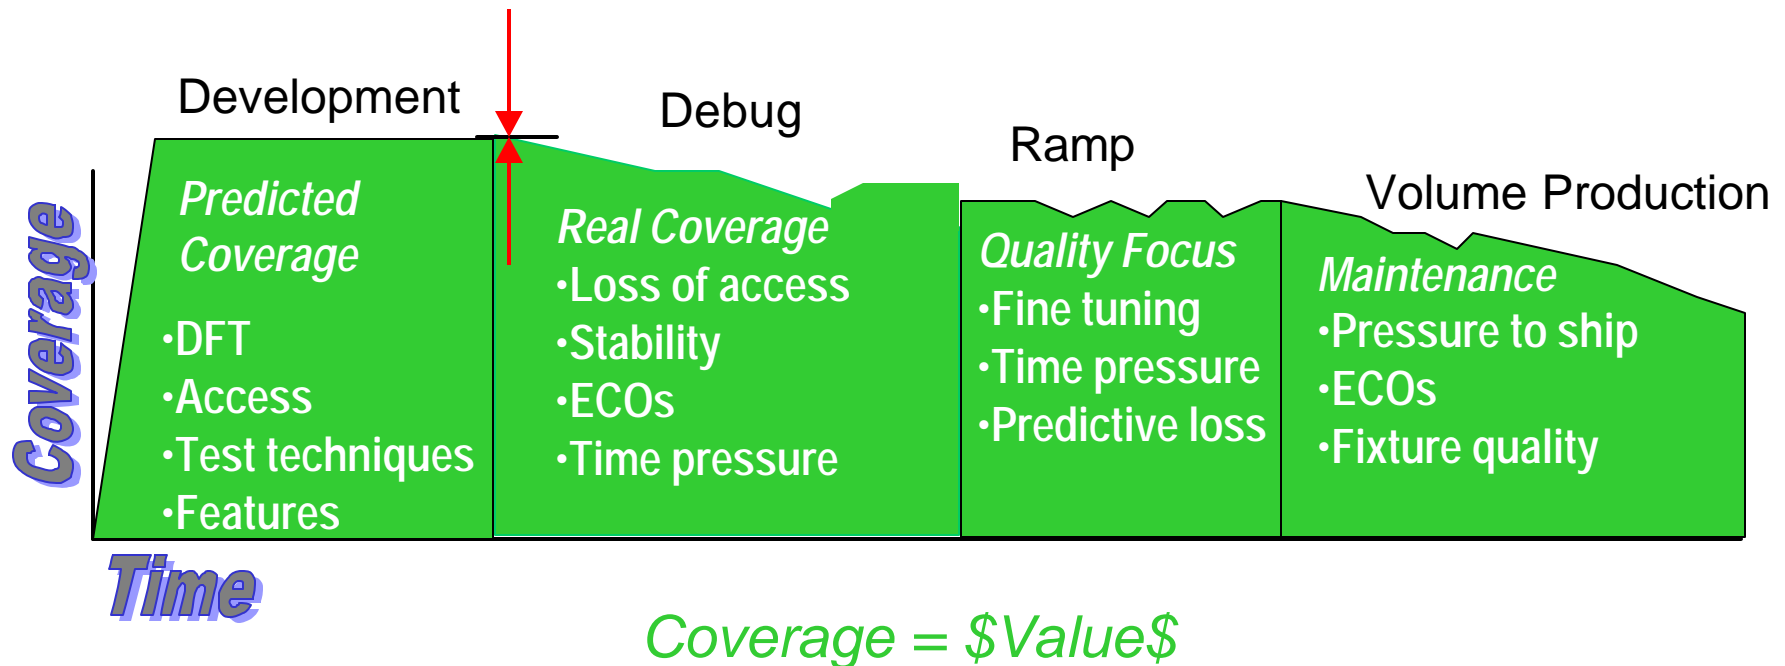 Development
Debug
Ramp
Volume Production
Coverage
Predicted
Coverage
•DFT
•Access
•Test techniques
•Features
Real Coverage
•Loss of access
•Stability
•ECOs
•Time pressure
Quality Focus
•Fine tuning
•Time pressure
•Predictive loss
Maintenance
•Pressure to ship
•ECOs
•Fixture quality
Time
Coverage = $Value$